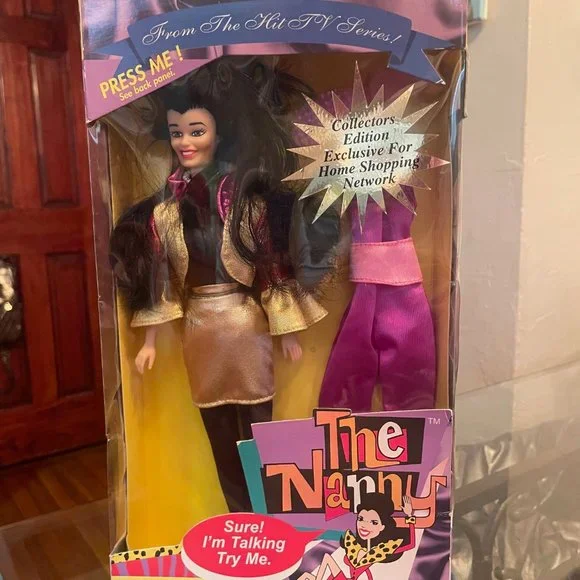 From The Hit TV Series!
PRESS ME!
See back panel.
Collectors
Edition
Exclusive For
Home Shopping
Network
The
Nanny
TM
Sure!
I'm Talking
Try Me.